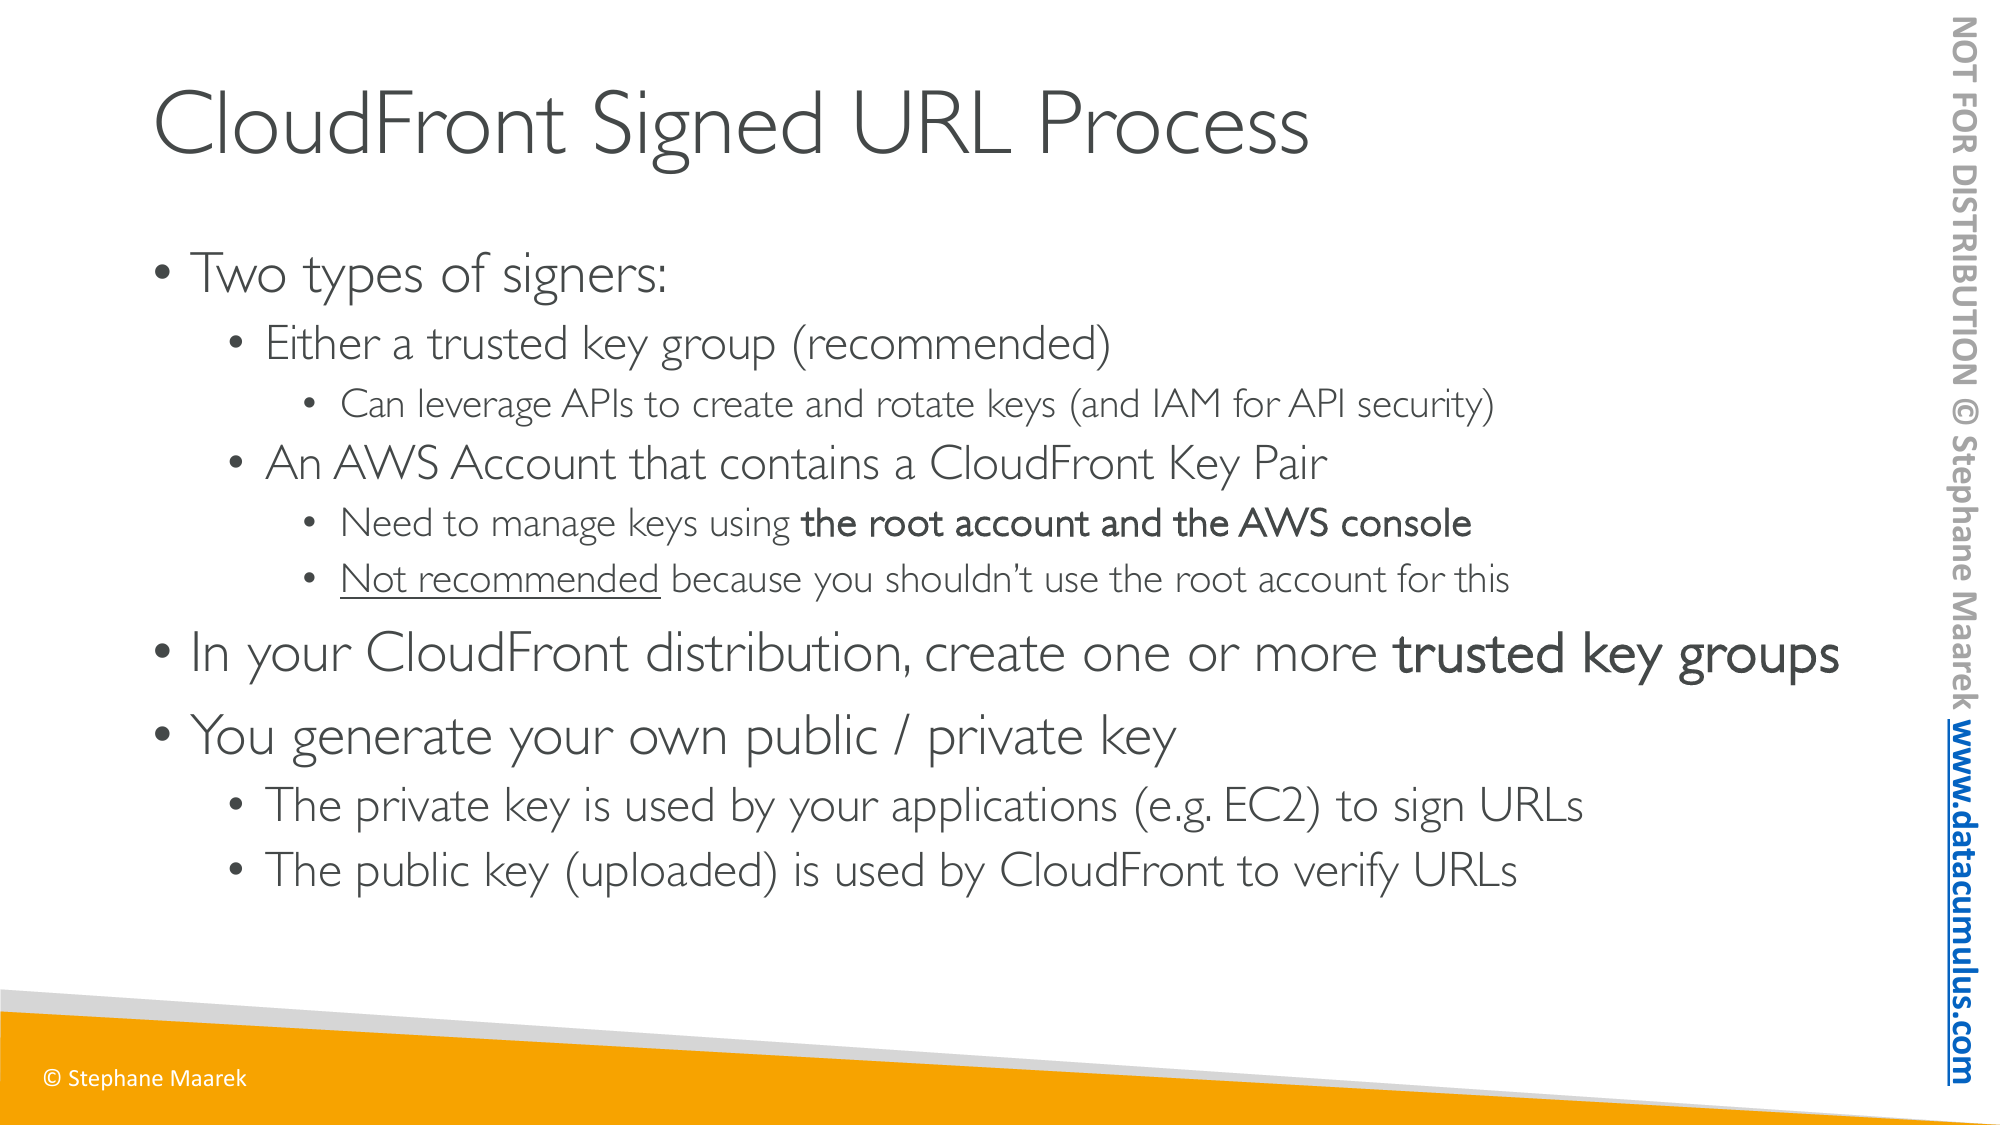 CloudFront Signed URL Process
• Two types of signers:
• Either a trusted key group (recommended)
• Can leverage APIs to create and rotate keys (and IAM for API security)
• An AWS Account that contains a CloudFront Key Pair
• Need to manage keys using the root account and the AWS console
• Not recommended because you shouldn’t use the root account for this
• In your CloudFront distribution, create one or more trusted key groups
• You generate your own public / private key
• The private key is used by your applications (e.g. EC2) to sign URLs
• The public key (uploaded) is used by CloudFront to verify URLs
© Stephane Maarek
NOT FOR DISTRIBUTION © Stephane Maarek www.datacumulus.com